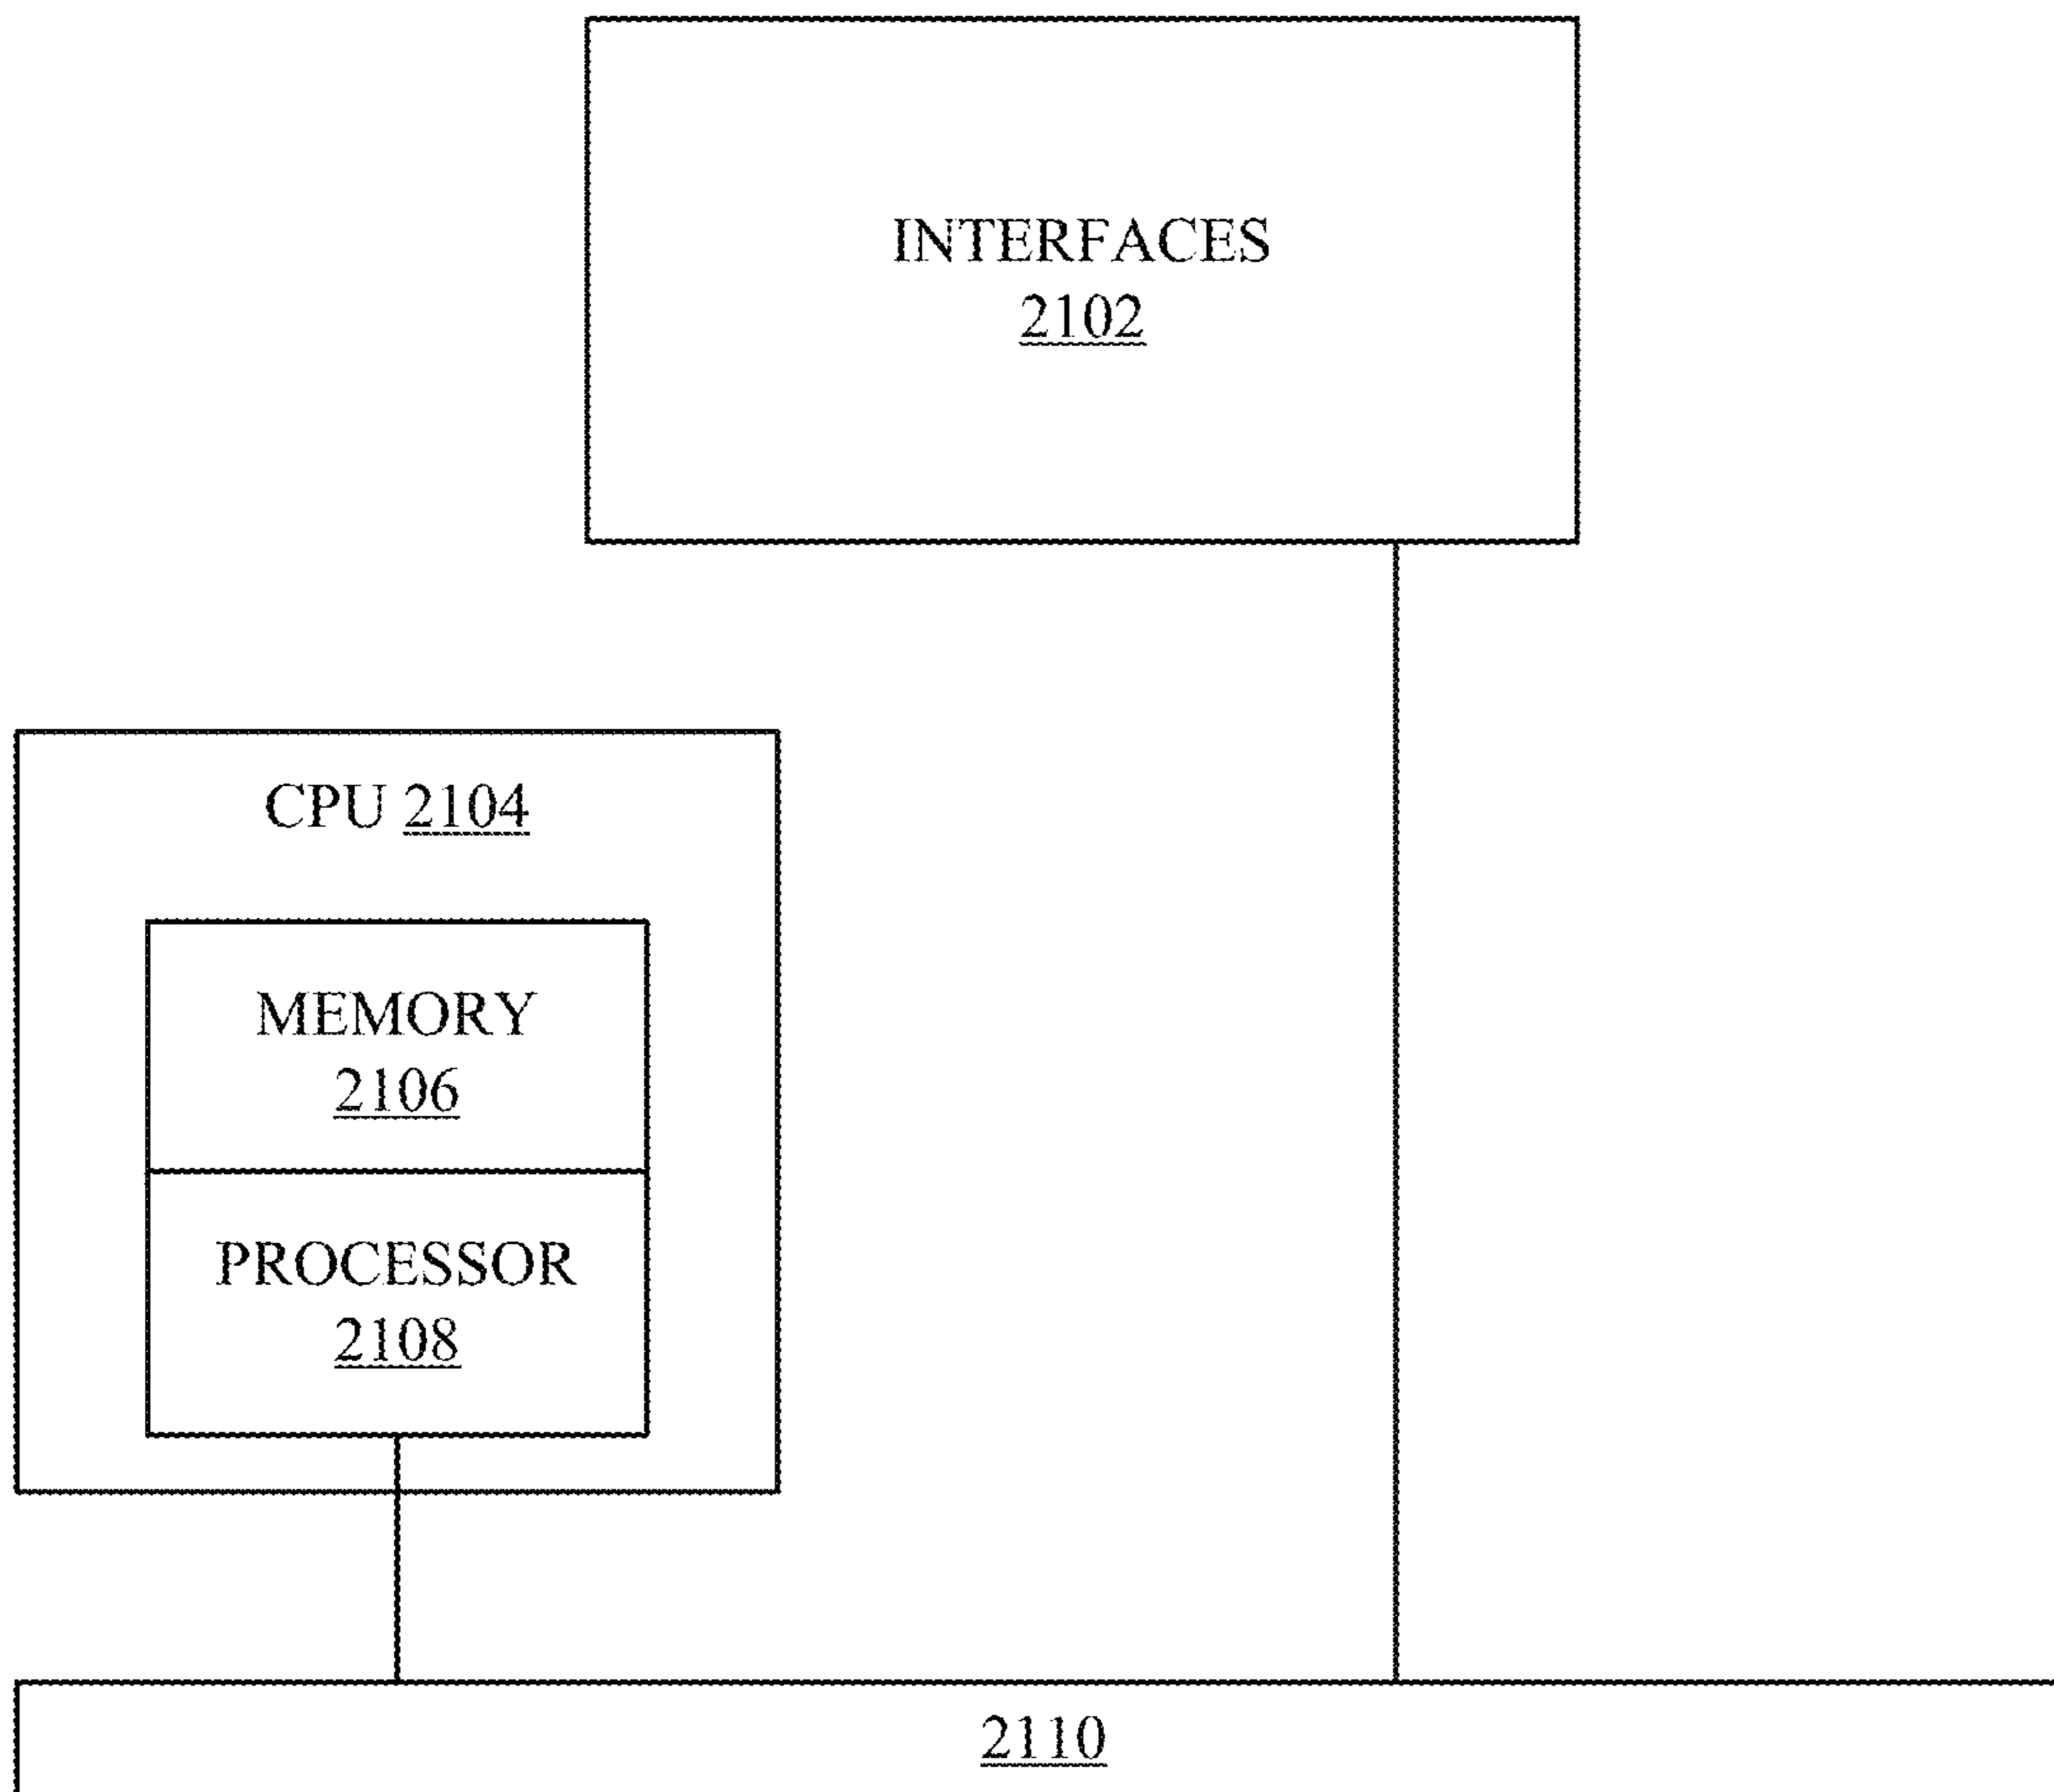 INTERFACES
2102
CPU 2104
MEMORY
2106
PROCESSOR
2108
2110